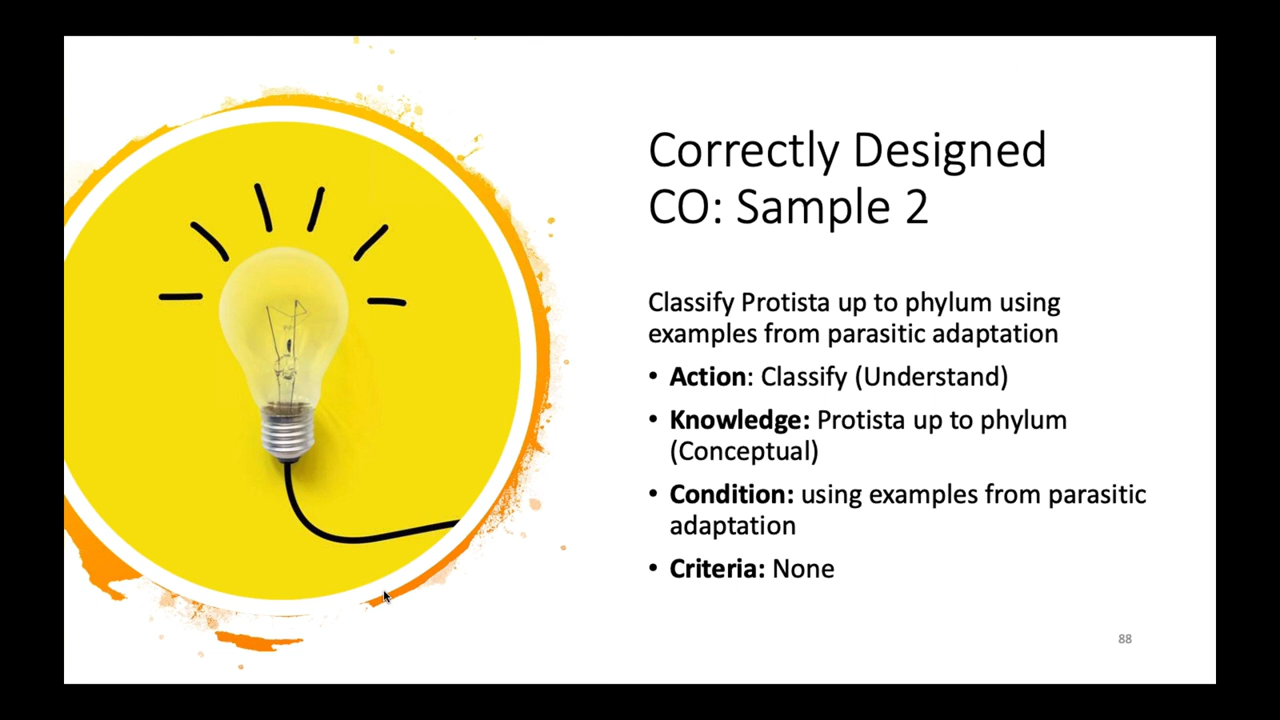 Correctly Designed
CO: Sample 2
Classify Protista up to phylum using
examples from parasitic adaptation
• Action: Classify (Understand)
• Knowledge: Protista up to phylum
(Conceptual)
• Condition: using examples from parasitic
adaptation
• Criteria: None
88